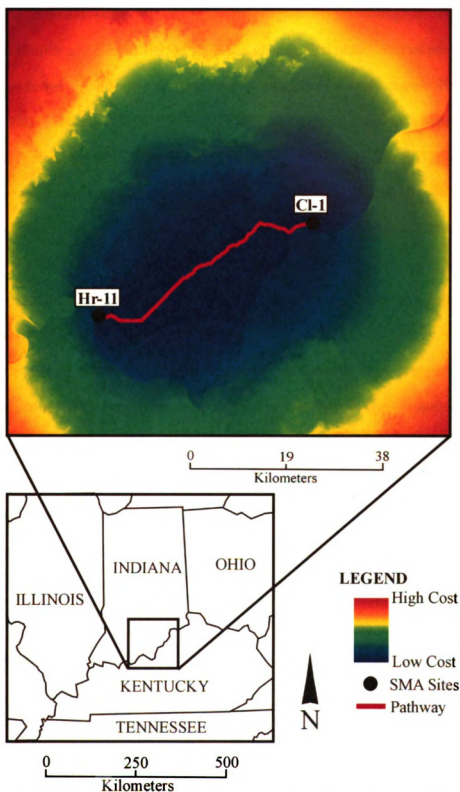 Cl-1
Hr-11
0 19 38
Kilometers
INDIANA OHIO
ILLINOIS
KENTUCKY
TENNESSEE
0 250 500
Kilometers
LEGEND
High Cost
Low Cost
SMA Sites
Pathway
N